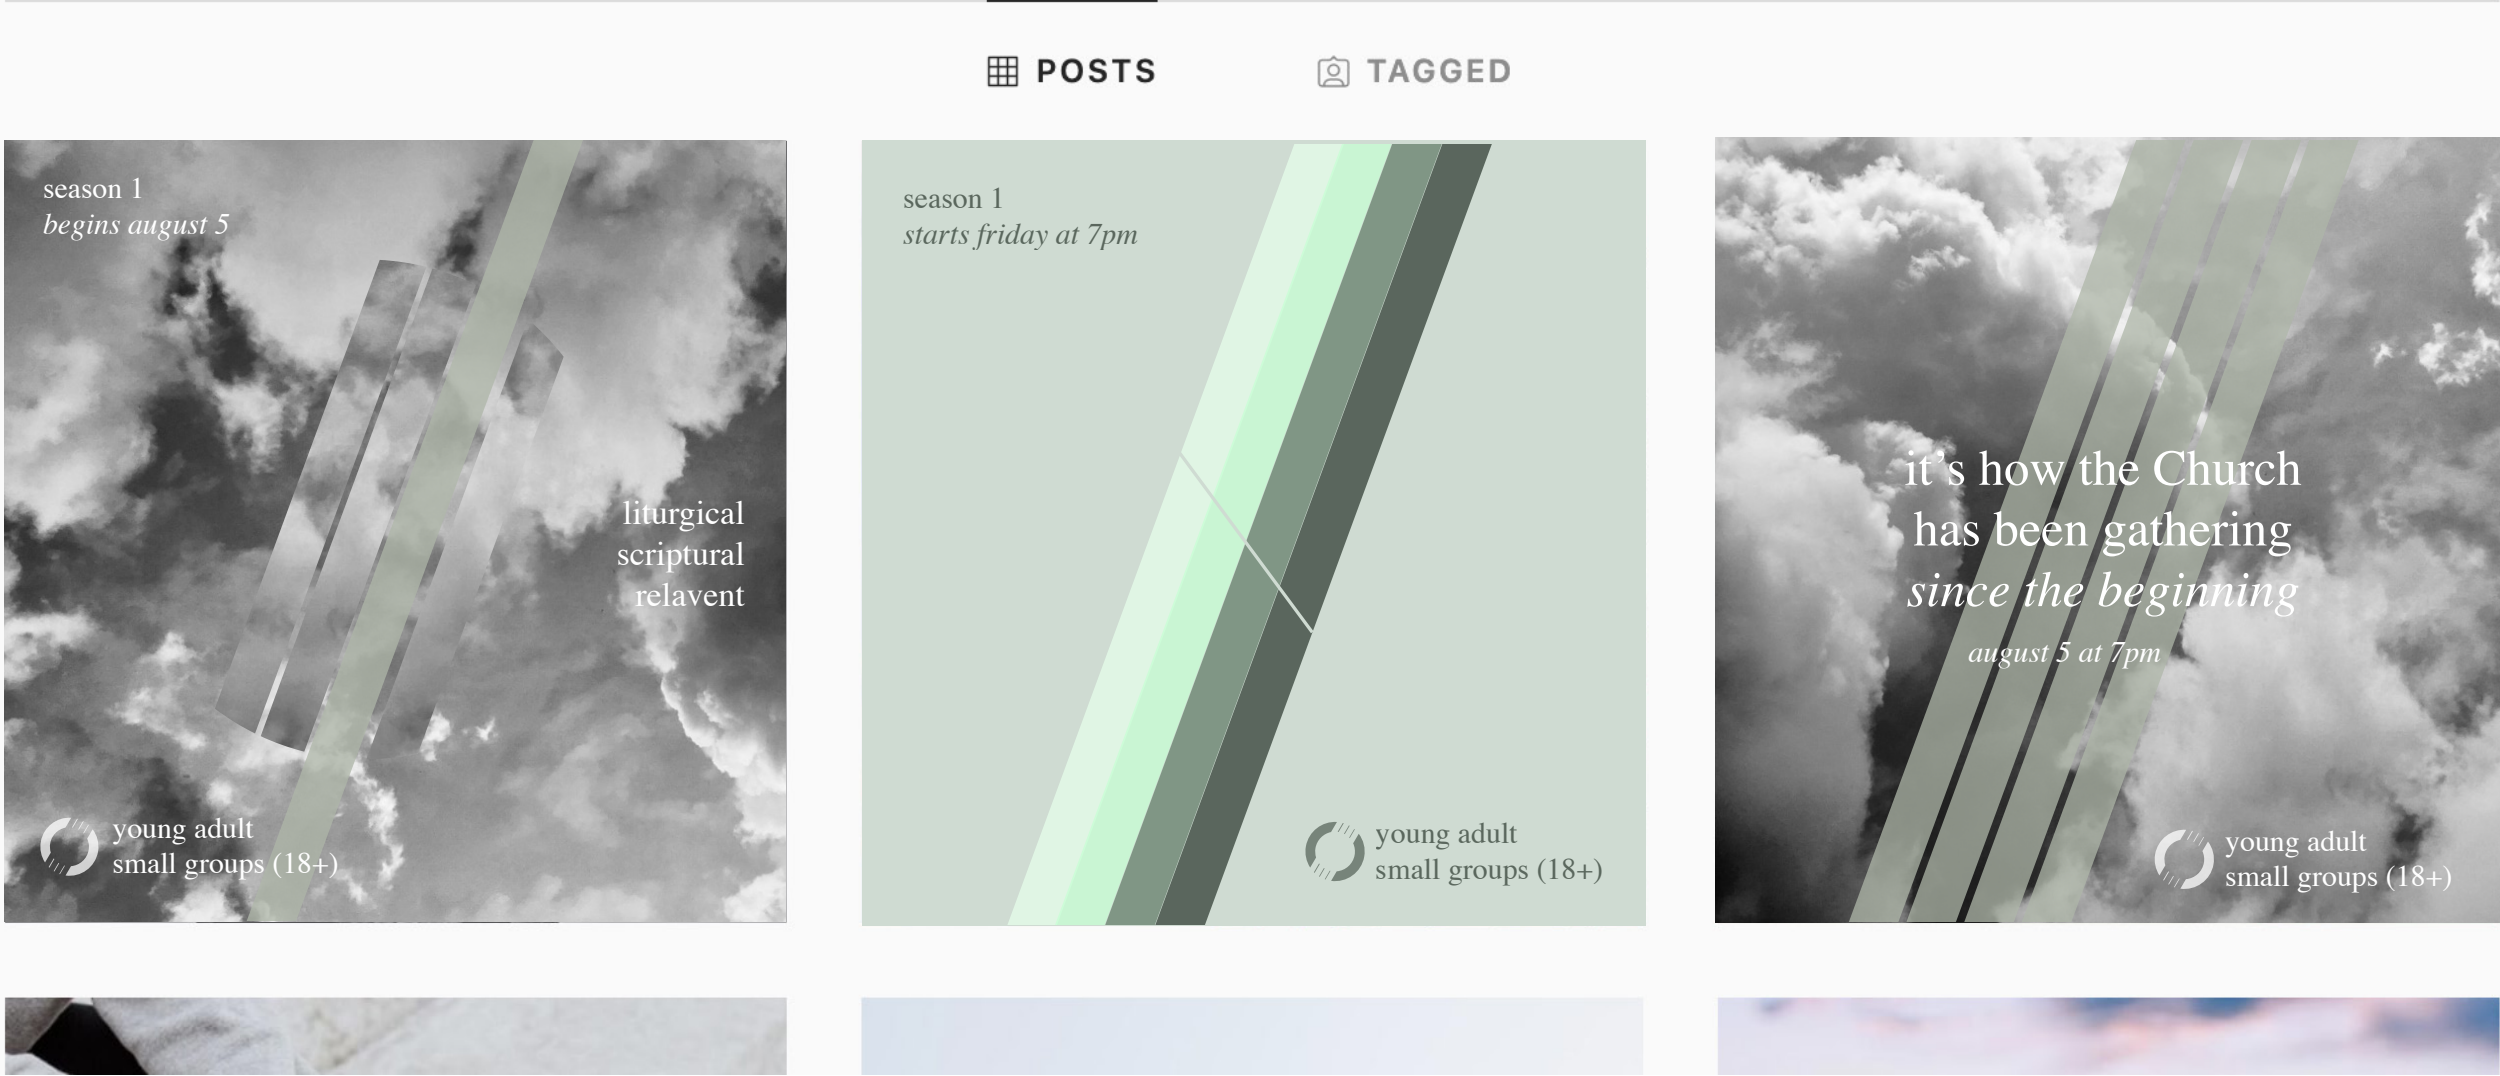 POSTS
TAGGED
season 1
begins august 5
liturgical
scriptural
relavent
young adult
small groups (18+)
season 1
starts friday at 7pm
young adult
small groups (18+)
it's how the Church
has been gathering
since the beginning
august 5 at 7pm
young adult
small groups (18+)